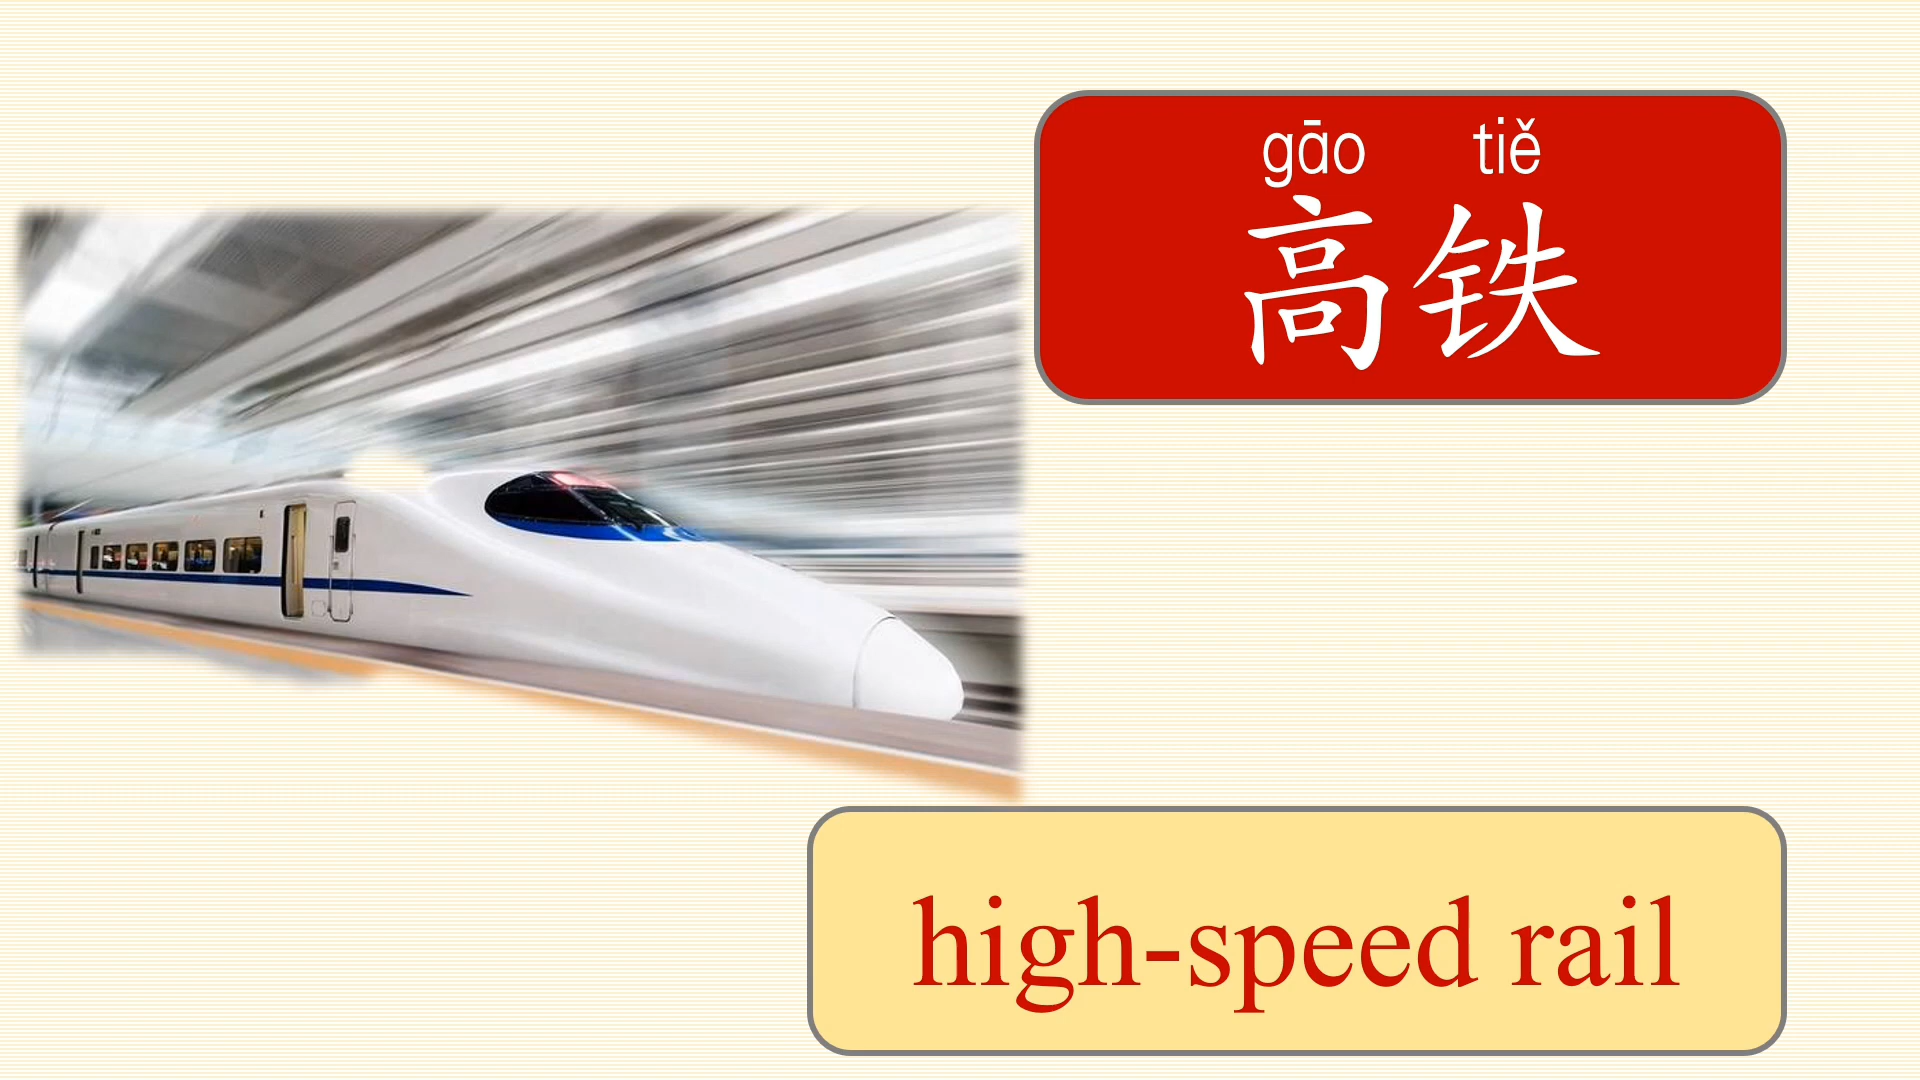 gāo tiě
高铁
high-speed rail